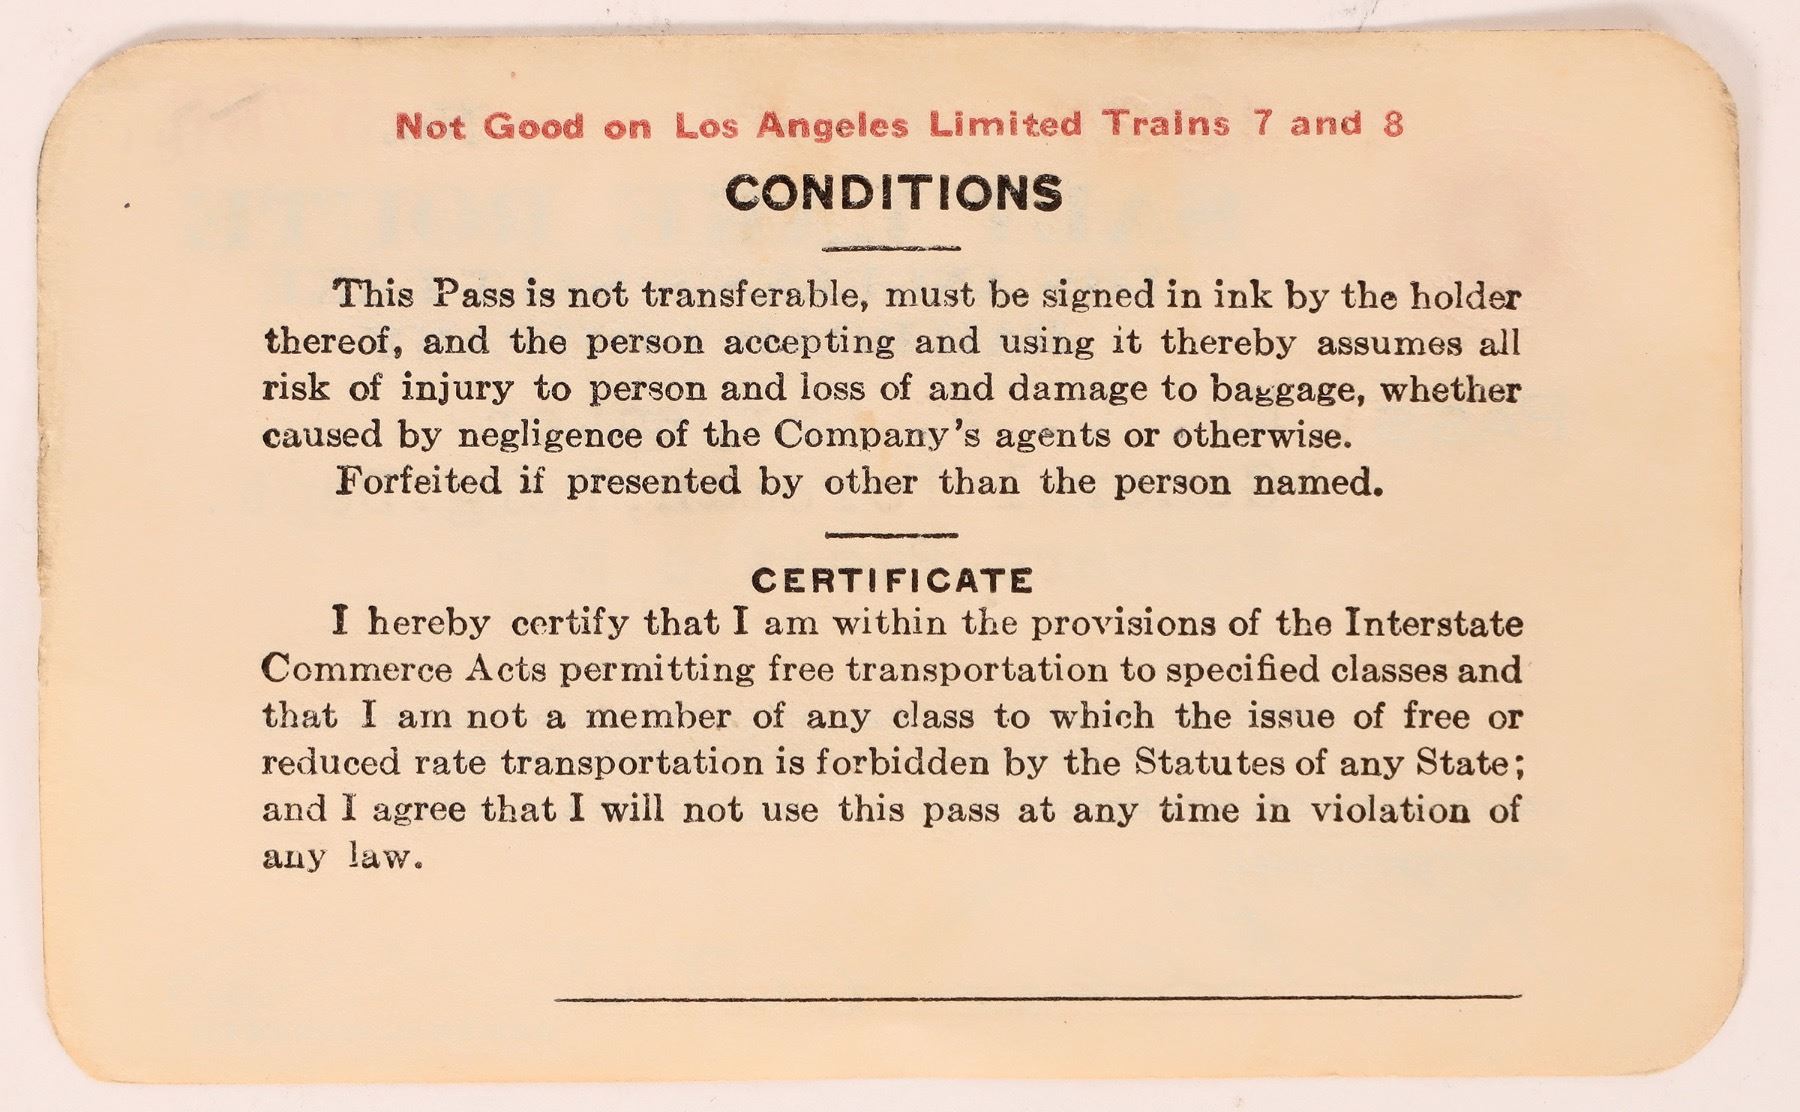 Not Good on Los Angeles Limited Trains 7 and 8
CONDITIONS
This Pass is not transferable, must be signed in ink by the holder
thereof, and the person accepting and using it thereby assumes all
risk of injury to person and loss of and damage to baggage, whether
caused by negligence of the Company's agents or otherwise.
Forfeited if presented by other than the person named.
CERTIFICATE
I hereby certify that I am within the provisions of the Interstate
Commerce Acts permitting free transportation to specified classes and
that I am not a member of any class to which the issue of free or
reduced rate transportation is forbidden by the Statutes of any State;
and I agree that I will not use this pass at any time in violation of
any law.